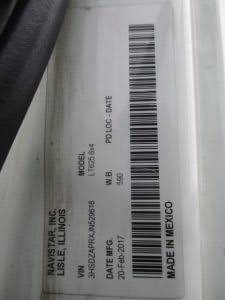 NAVISTAR, INC.
LISLE, ILLINOIS
VIN
3HSDZAPRXJN529618
MODEL
LT625 6x4
DATE MFG.
20-Feb-2017
W.B.
590
PD LOC - DATE
MADE IN MEXICO